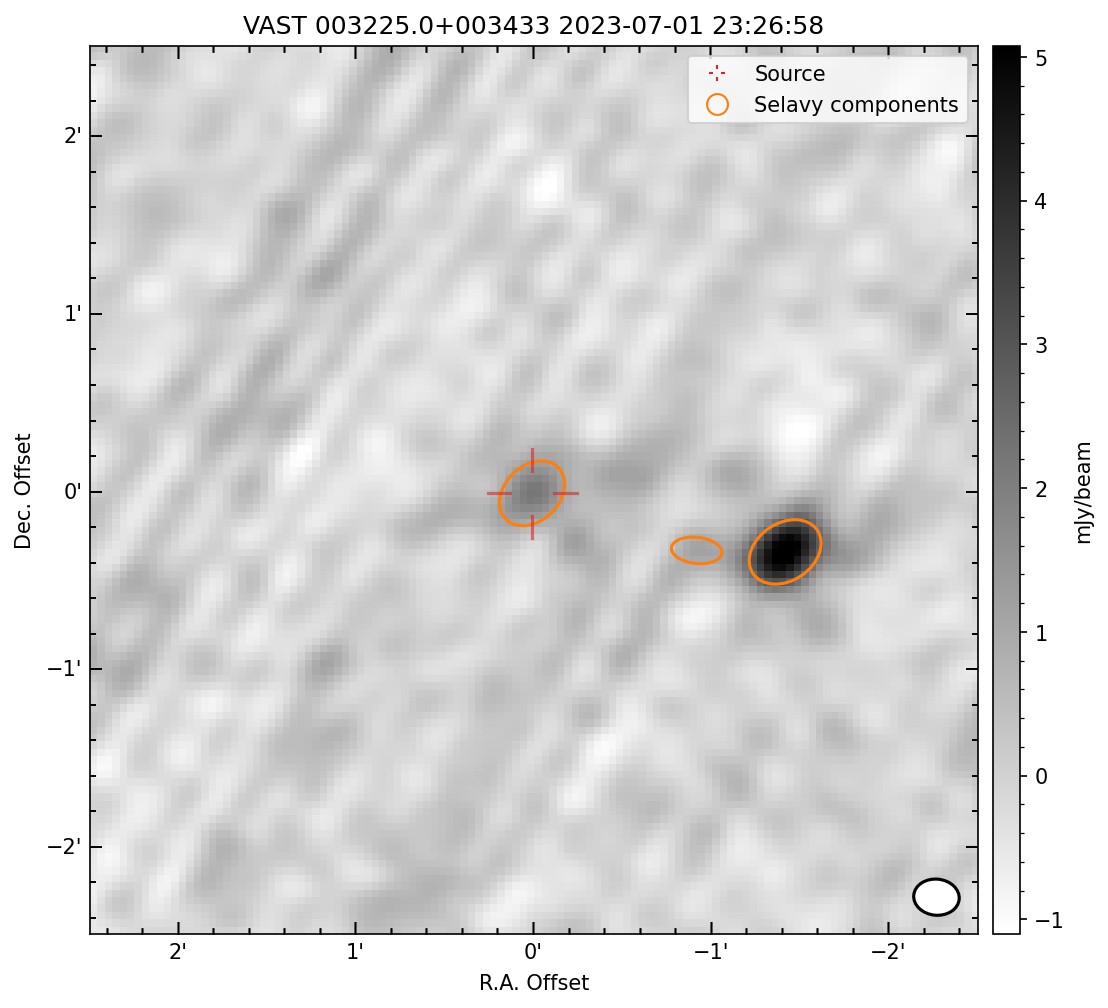 VAST 003225.0+003433 2023-07-01 23:26:58
Source
Selavy components
2'
1'
0'
−1'
−2'
Dec. Offset
2'
1'
0'
−1'
−2'
R.A. Offset
5
4
3
2
1
0
−1
mJy/beam